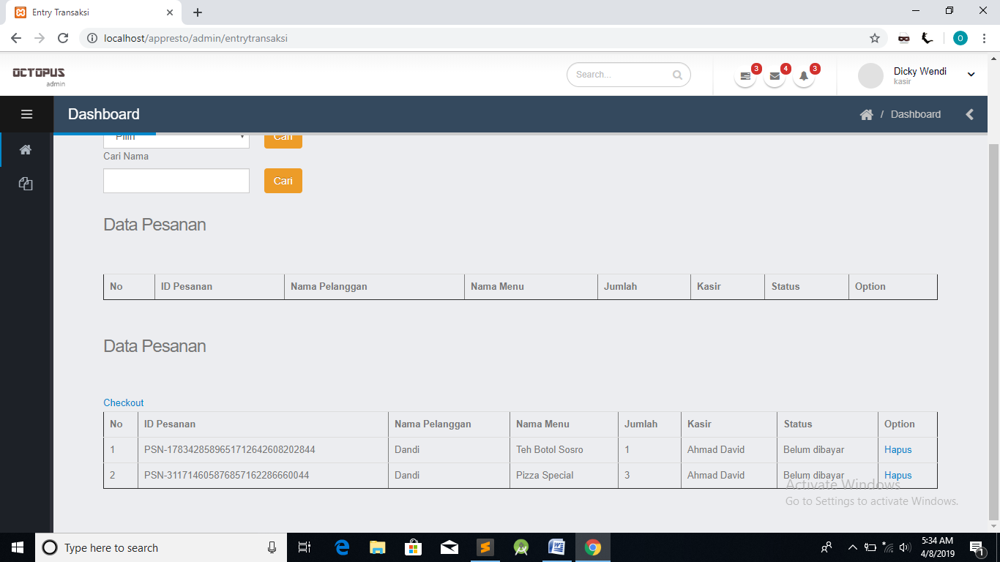 Entry Transaksi
localhost/appresto/admin/entrytransaksi
O
OCTOPUS
admin
Search...
3
4
3
Dicky Wendi
kasir
Dashboard
/ Dashboard
Pilih
Cari
Cari Nama
Cari
Data Pesanan
No ID Pesanan Nama Pelanggan Nama Menu Jumlah Kasir Status Option
Data Pesanan
Checkout
No ID Pesanan Nama Pelanggan Nama Menu Jumlah Kasir Status Option
1 PSN-1783428589651712642608202844 Dandi Teh Botol Sosro 1 Ahmad David Belum dibayar Hapus
2 PSN-311714605876857162286660044 Dandi Pizza Special 3 Ahmad David Belum dibayar Hapus
Activate Windows
Go to Settings to activate Windows.
Type here to search
5:34 AM
4/8/2019
1